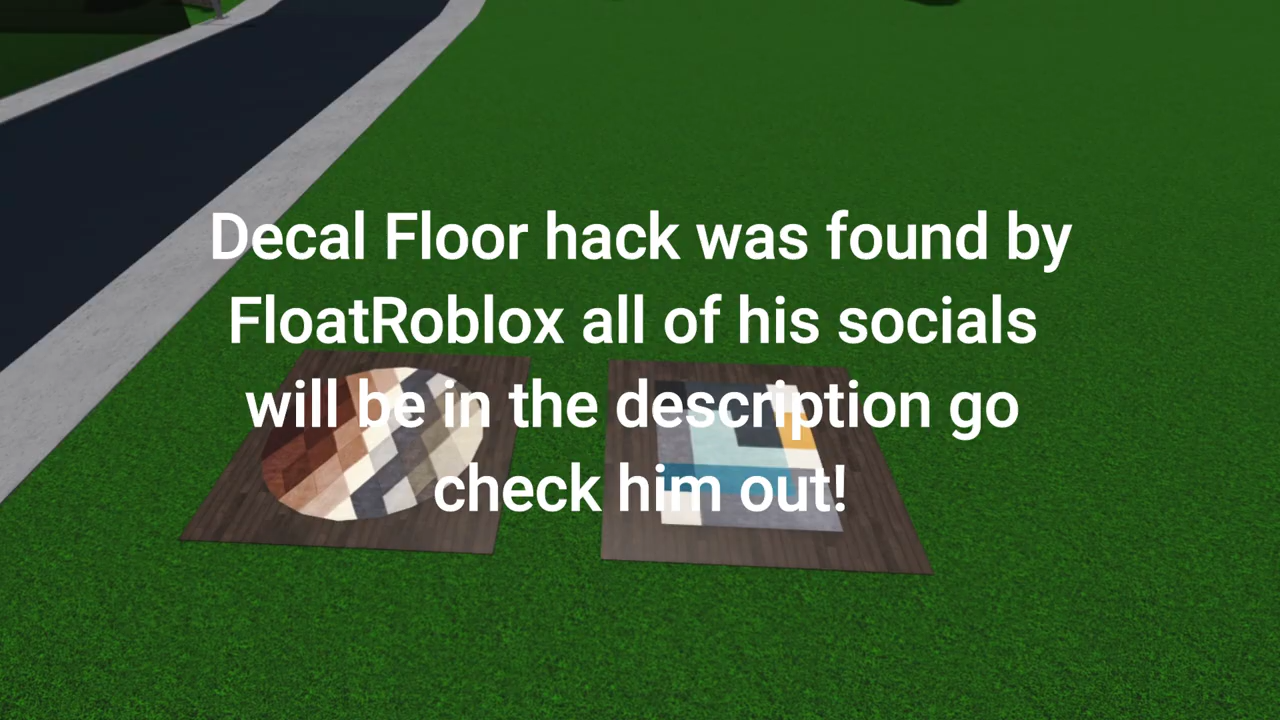 Decal Floor hack was found by
FloatRoblox all of his socials
will be in the description go
check him out!